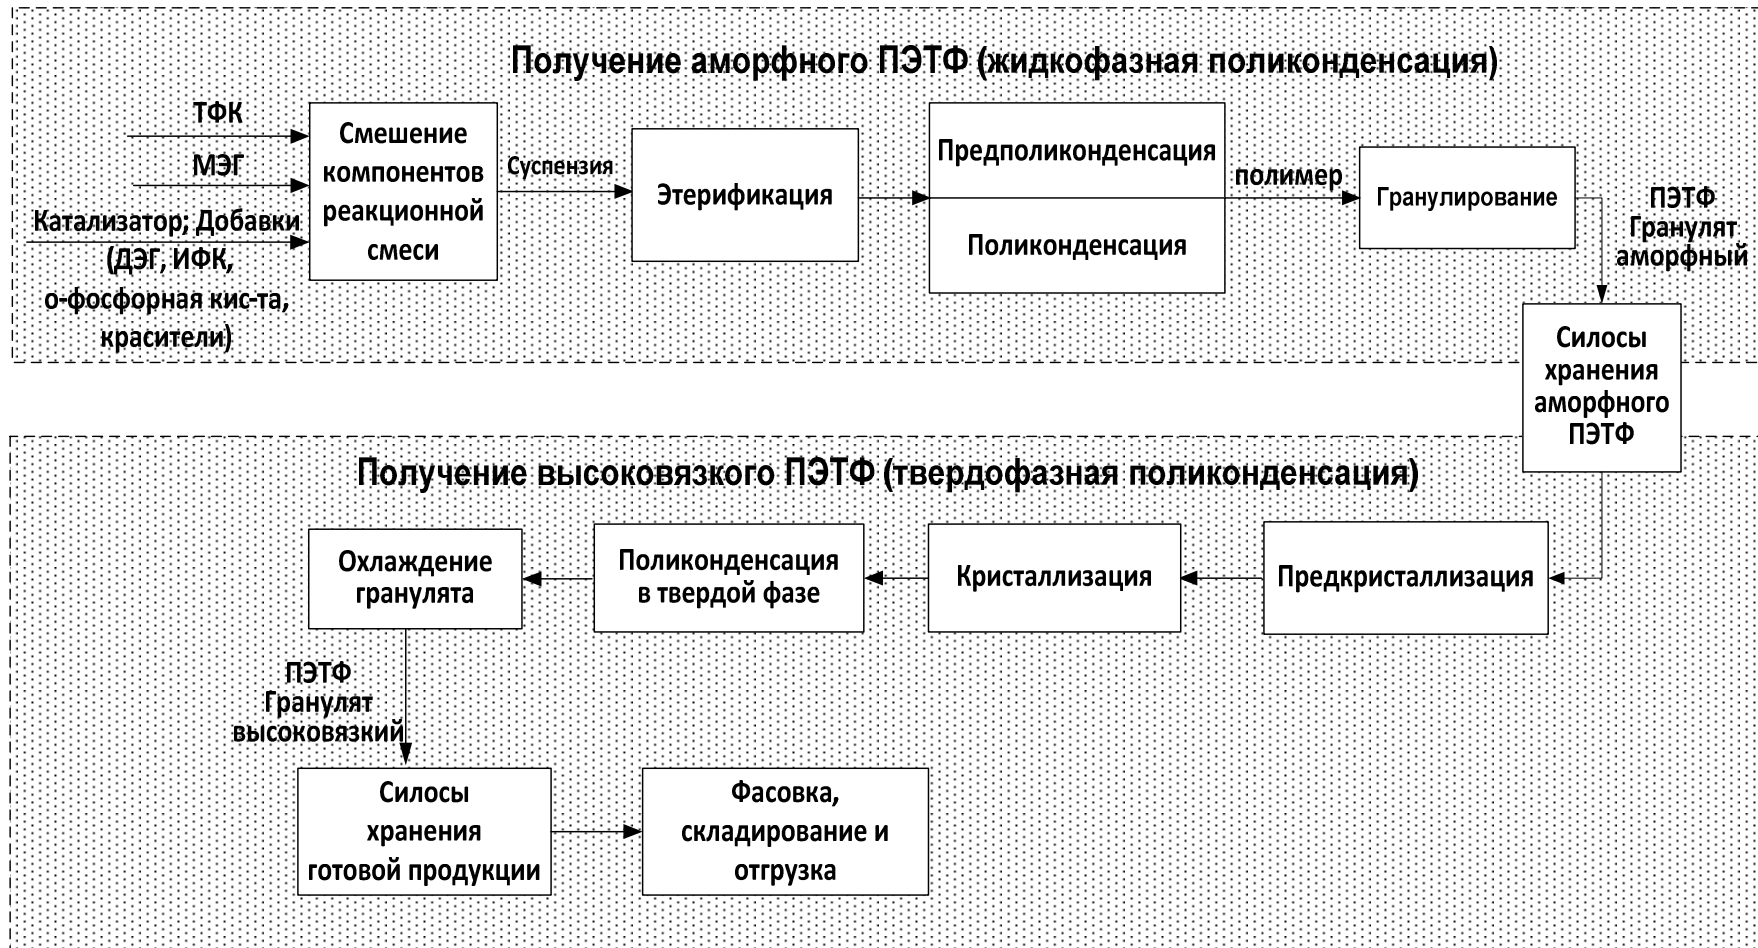 Получение аморфного ПЭТФ (жидкофазная поликонденсация)
ТФК
МЭГ
Катализатор; Добавки
(ДЭГ, ИФК,
о-фосфорная кис-та,
красители)
Смешение
компонентов
реакционной
смеси
Суспензия
Этерификация
Предполиконденсация
Поликонденсация
полимер
Гранулирование
ПЭТФ
Гранулят
аморфный
Силосы
хранения
аморфного
ПЭТФ
Получение высоковязкого ПЭТФ (твердофазная поликонденсация)
Предкристаллизация
Кристаллизация
Поликонденсация
в твердой фазе
Охлаждение
гранулята
ПЭТФ
Гранулят
высоковязкий
Силосы
хранения
готовой продукции
Фасовка,
складирование и
отгрузка